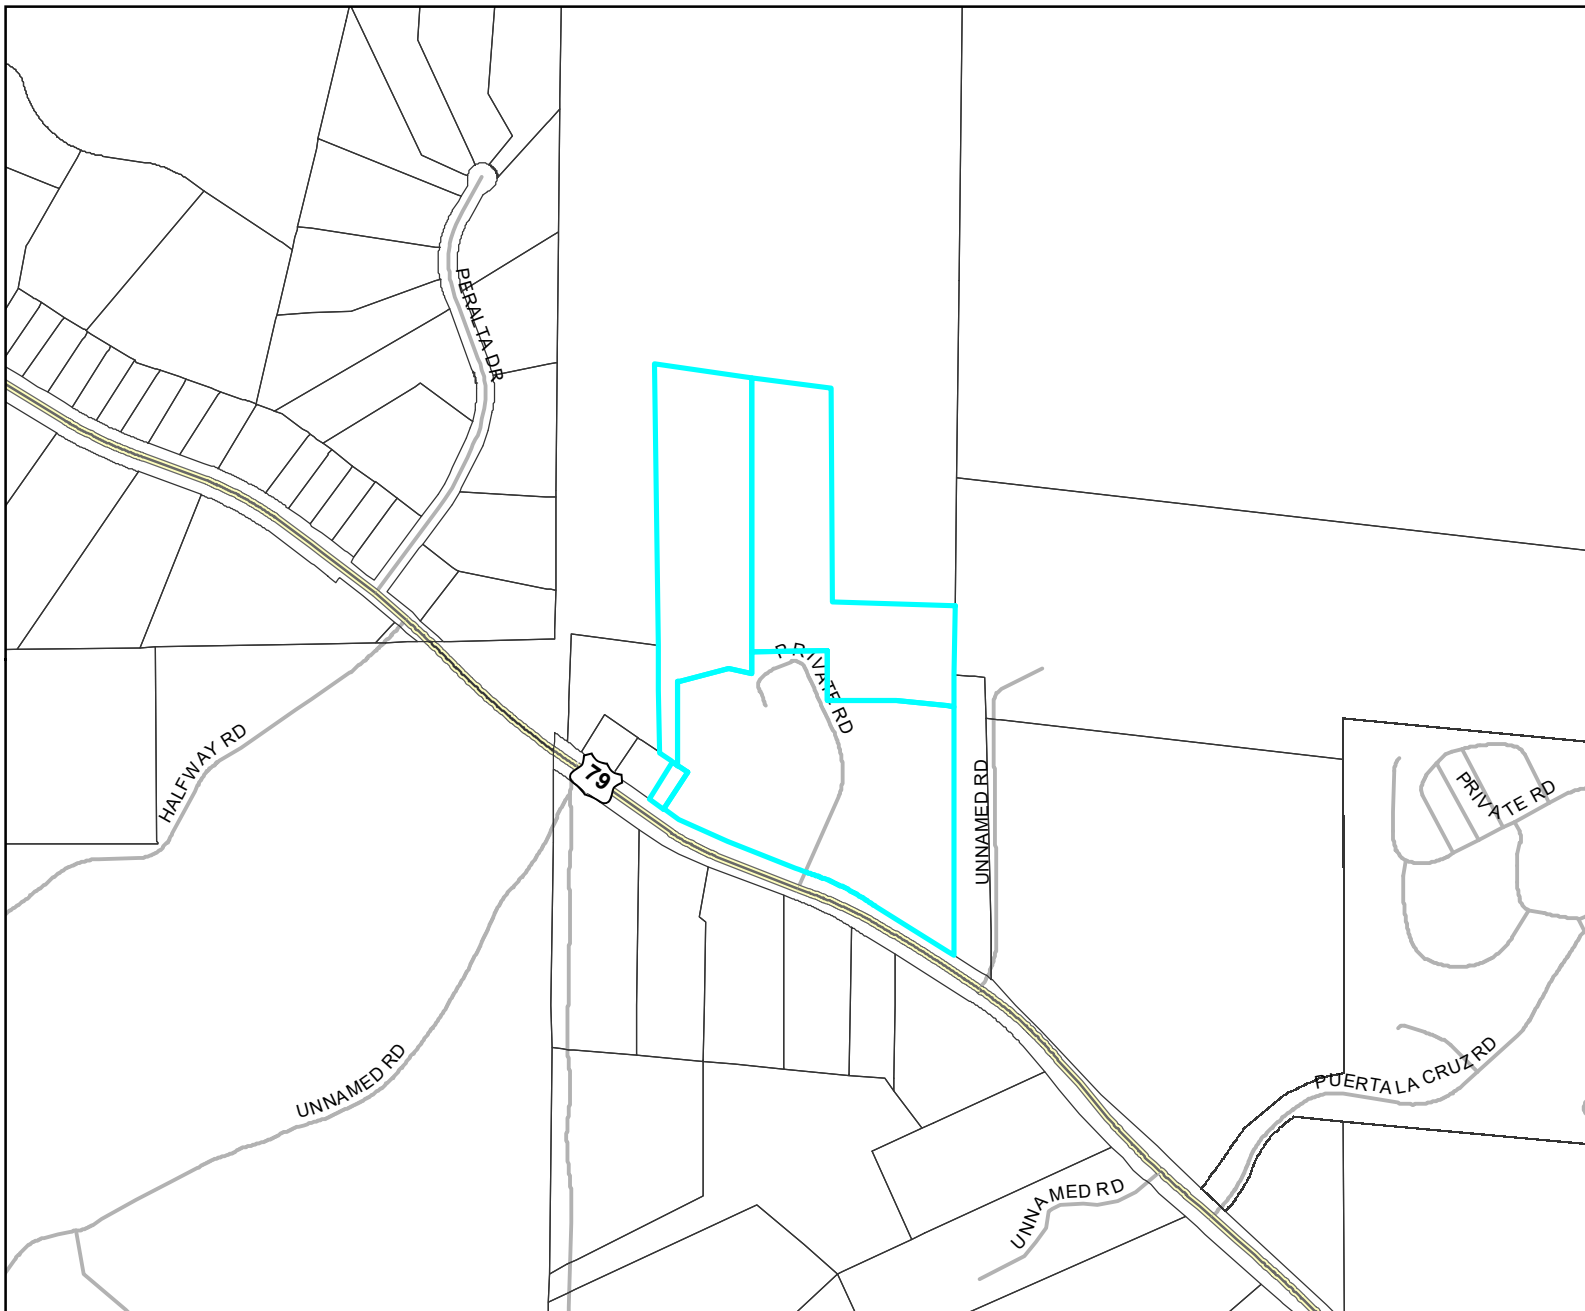 PERALTA DR
PRIVATE RD
HALFWAY RD
79
UNNAMED RD
PRIVATE RD
UNNAMED RD
PUERTA LA CRUZ RD
UNNAMED RD